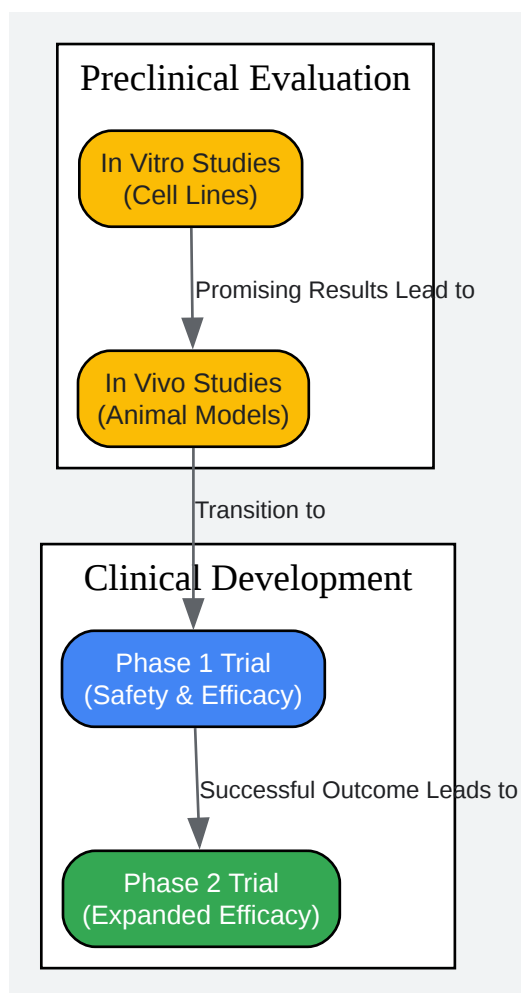 Preclinical Evaluation
In Vitro Studies
(Cell Lines)
Promising Results Lead to
In Vivo Studies
(Animal Models)
Transition to
Clinical Development
Phase 1 Trial
(Safety & Efficacy)
Successful Outcome Leads to
Phase 2 Trial
(Expanded Efficacy)